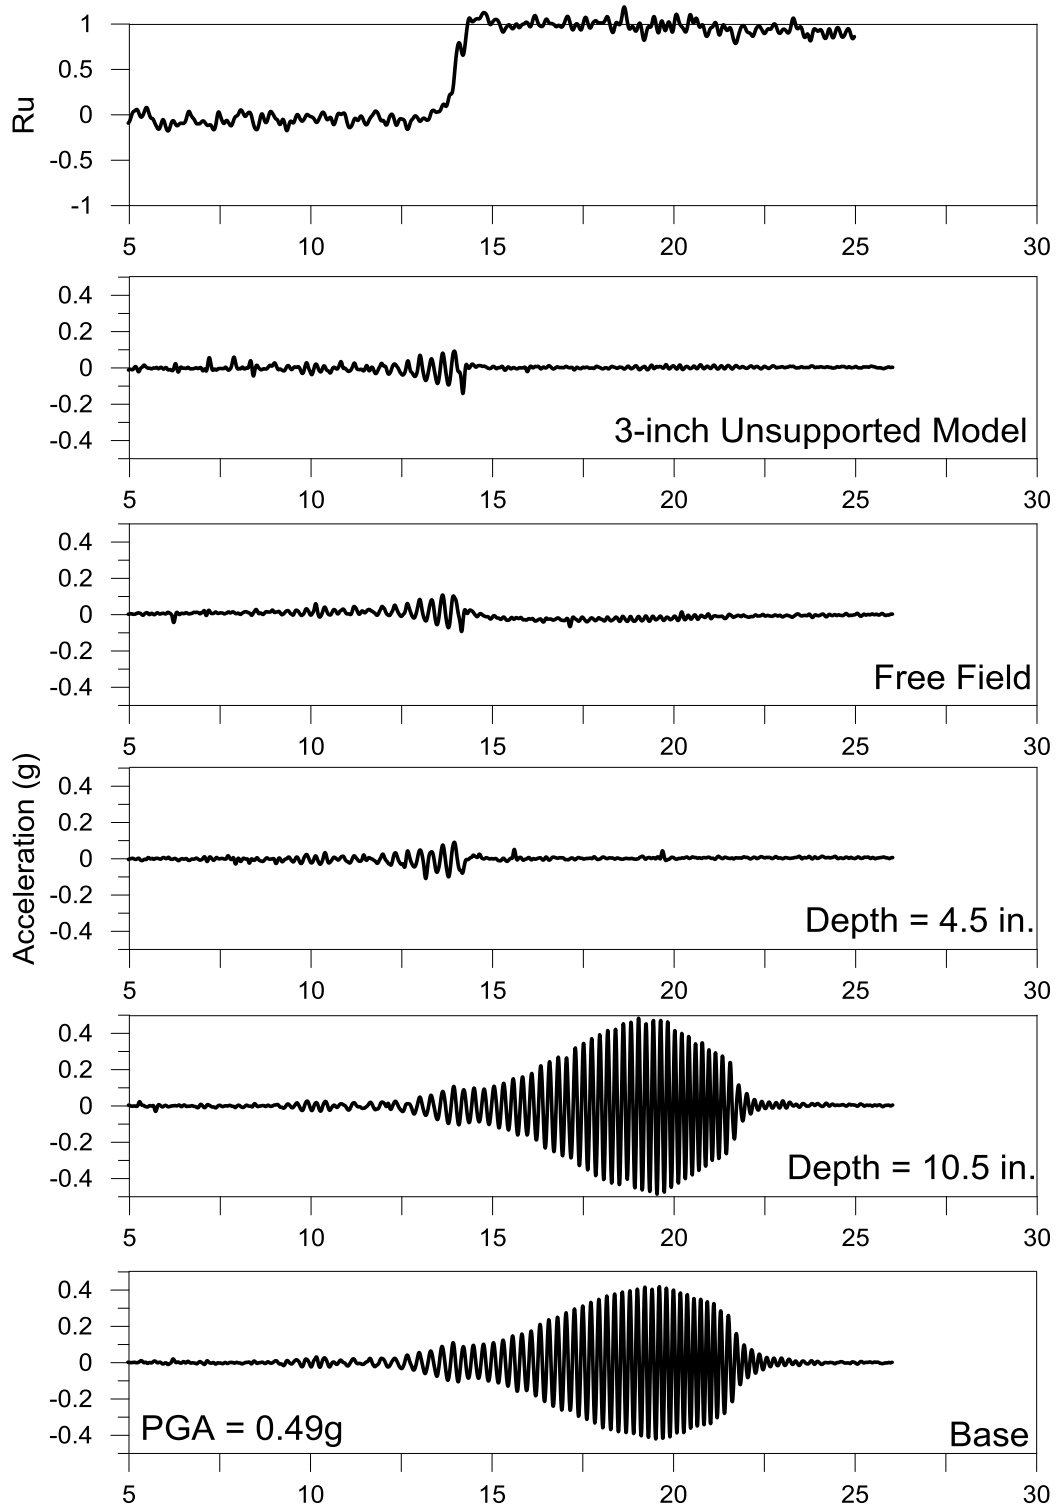 Ru
1
0.5
0
-0.5
-1
5 10 15 20 25 30
Acceleration (g)
0.4
0.2
0
-0.2
-0.4
3-inch Unsupported Model
5 10 15 20 25 30
0.4
0.2
0
-0.2
-0.4
Free Field
5 10 15 20 25 30
0.4
0.2
0
-0.2
-0.4
Depth = 4.5 in.
5 10 15 20 25 30
0.4
0.2
0
-0.2
-0.4
Depth = 10.5 in.
5 10 15 20 25 30
0.4
0.2
0
-0.2
-0.4
PGA = 0.49g
Base
5 10 15 20 25 30